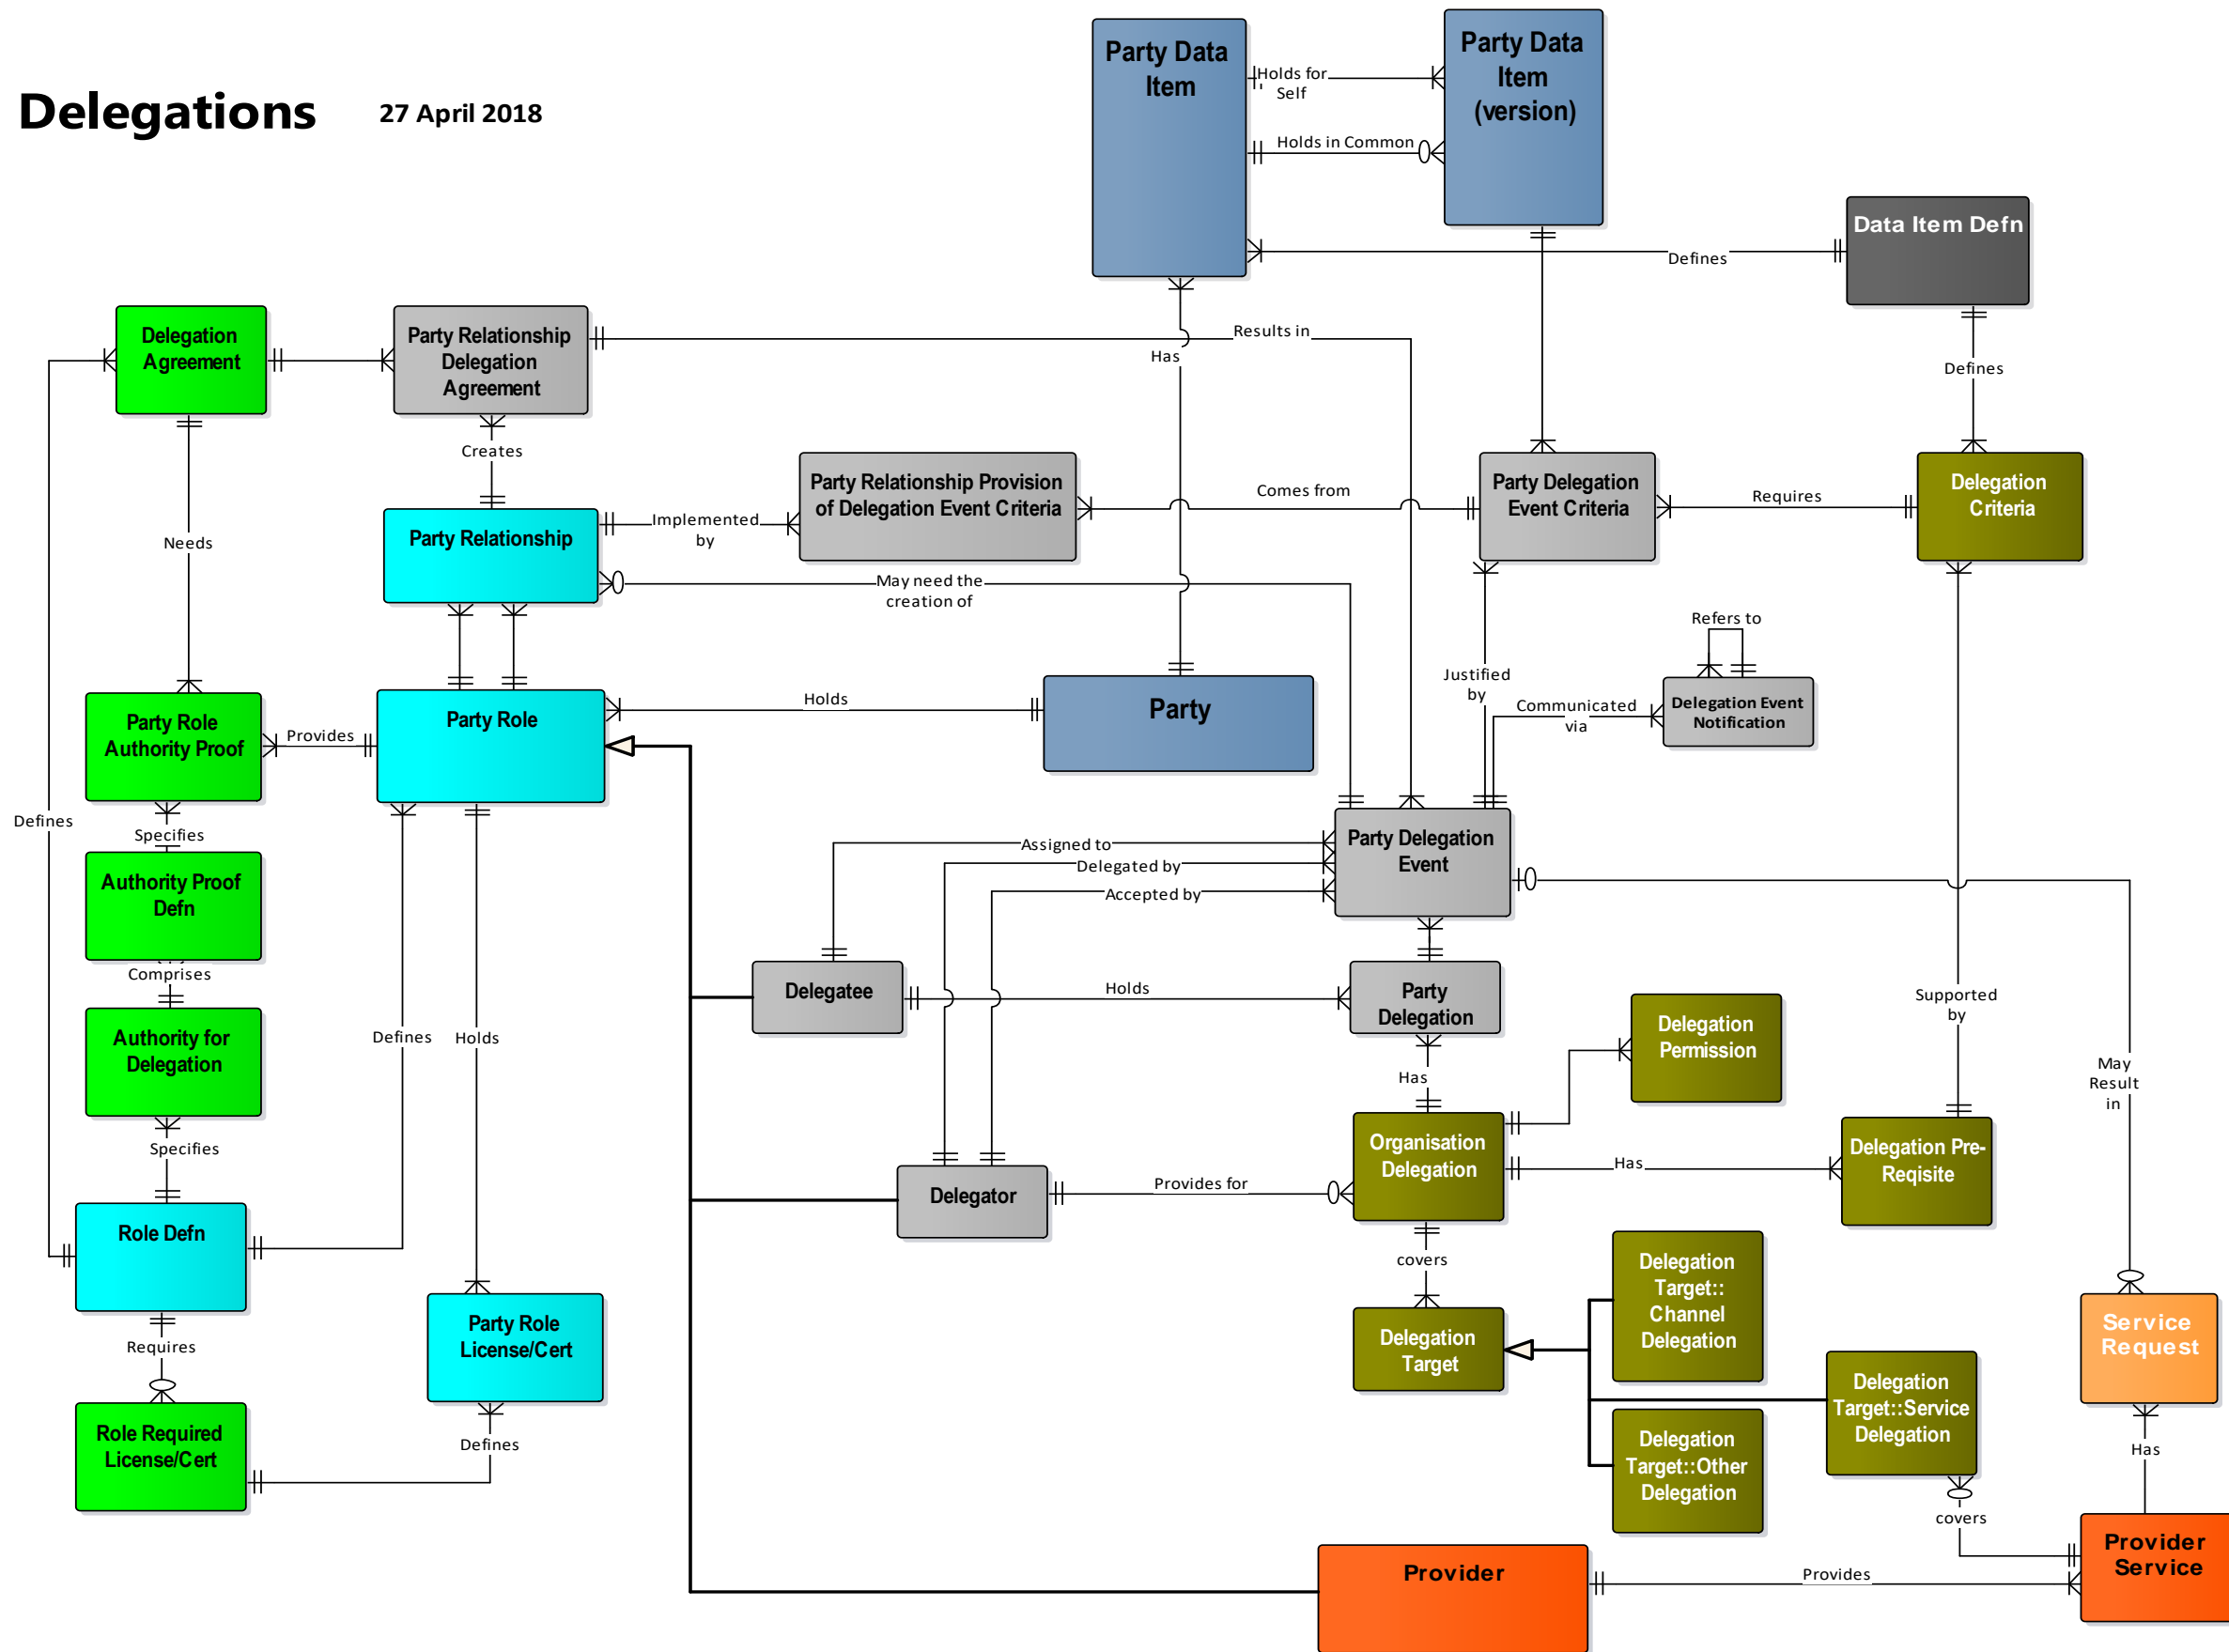 Delegations
27 April 2018
Party Data
Item
Party Data
Item
(version)
Holds for
Self
Holds in Common
Data Item Defn
Defines
Delegation
Agreement
Party Relationship
Delegation
Agreement
Results in
Has
Defines
Creates
Party Relationship Provision
of Delegation Event Criteria
Comes from
Party Delegation
Event Criteria
Requires
Delegation
Criteria
Needs
Party Relationship
Implemented
by
May need the
creation of
Refers to
Justified
by
Communicated
via
Delegation Event
Notification
Party Role
Authority Proof
Provides
Party Role
Holds
Party
Defines
Specifies
Authority Proof
Defn
Party Delegation
Event
Assigned to
Delegated by
Accepted by
Comprises
Delegatee
Holds
Party
Delegation
Supported
by
Authority for
Delegation
Defines
Holds
Delegation
Permission
May
Result
in
Has
Specifies
Organisation
Delegation
Has
Delegation Pre-
Reqisite
Delegator
Provides for
Role Defn
covers
Delegation
Target::
Channel
Delegation
Requires
Party Role
License/Cert
Delegation
Target
Service
Request
Delegation
Target::Service
Delegation
Role Required
License/Cert
Defines
Delegation
Target::Other
Delegation
Has
covers
Provider
Provides
Provider
Service